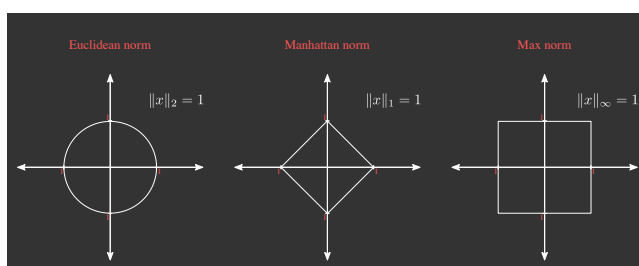 Euclidean norm
Manhattan norm
Max norm
‖x‖₂ = 1
‖x‖₁ = 1
‖x‖∞ = 1